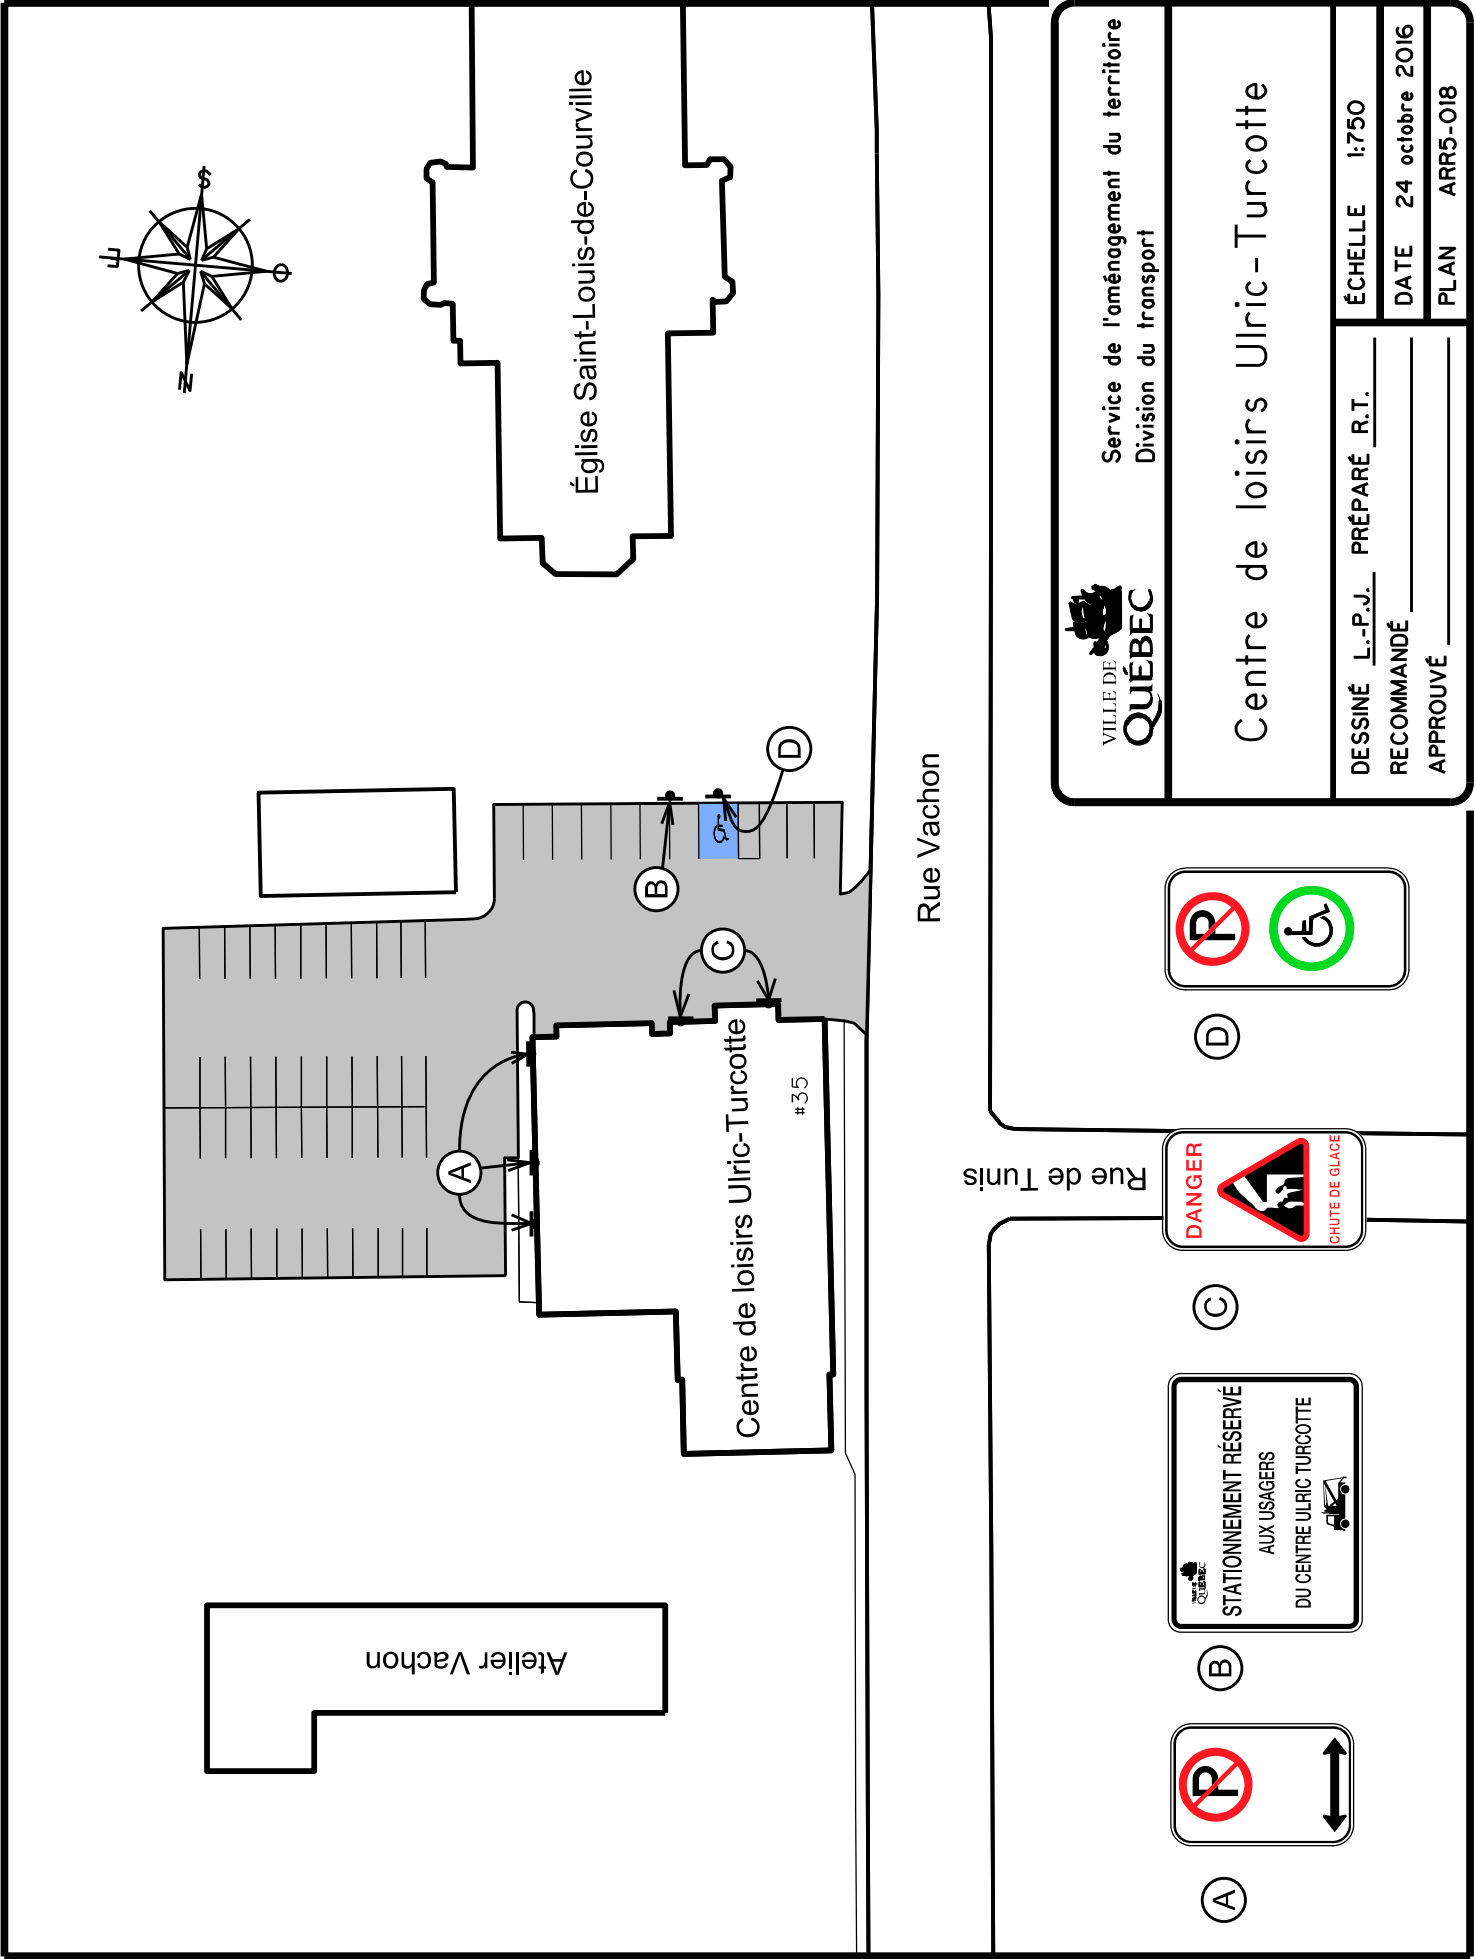 Atelier Vachon
Centre de loisirs Ulric-Turcotte
#35
A
C
B
D
Église Saint-Louis-de-Courville
N
E
S
O
Rue Vachon
Rue de Tunis
A
P
B
VILLE DE
QUÉBEC
STATIONNEMENT RÉSERVÉ
AUX USAGERS
DU CENTRE ULRIC TURCOTTE
C
DANGER
CHUTE DE GLACE
D
P
VILLE DE
QUÉBEC
Service de l'aménagement du territoire
Division du transport
Centre de loisirs Ulric-Turcotte
DESSINÉ L.-P.J. PRÉPARÉ R.T.
RECOMMANDÉ
APPROUVÉ
ÉCHELLE 1:750
DATE 24 octobre 2016
PLAN ARR5-018